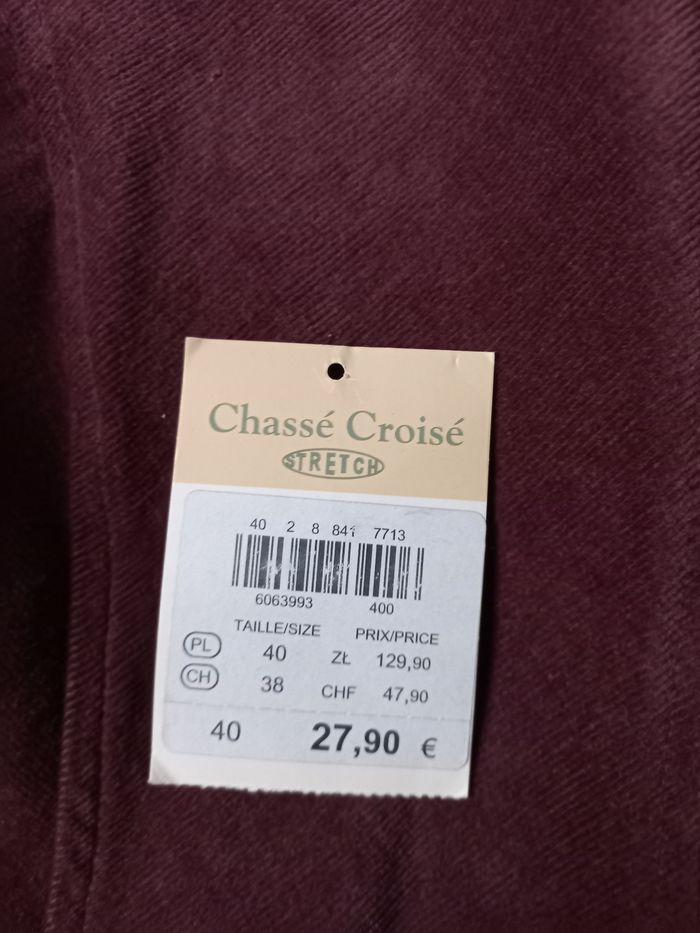 Chassé Croisé
STRETCH
40 2 8 841 7713
6063993 400
TAILLE/SIZE PRIX/PRICE
PL 40 ZŁ 129,90
CH 38 CHF 47,90
40 27,90 €